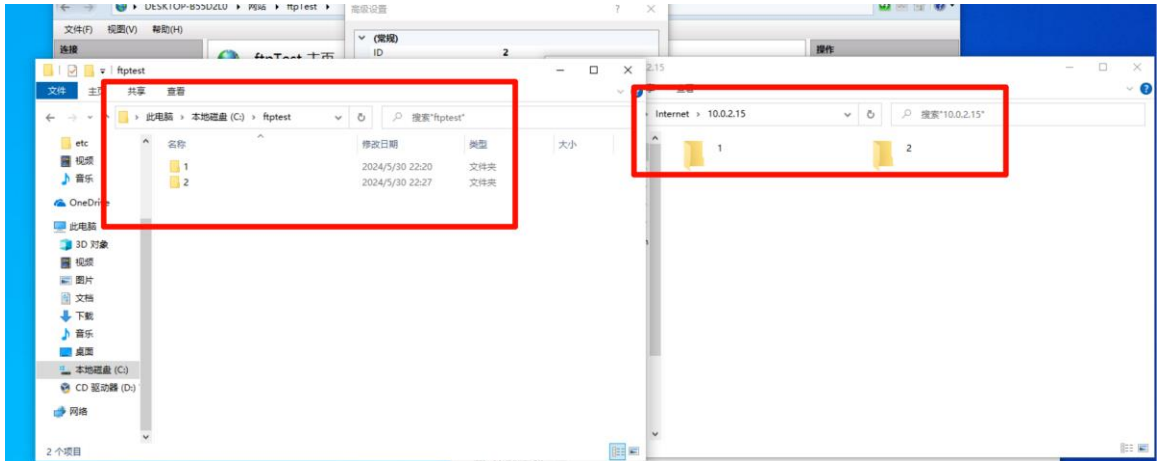 DESKTOP-B55D2L0 › 网站 › ftpTest ›
高级设置
文件(F) 视图(V) 帮助(H)
连接
ftpTest 主页
(常规)
ID 2
操作
ftptest
文件 主页 共享 查看
此电脑 › 本地磁盘 (C:) › ftptest
搜索"ftptest"
名称 修改日期 类型 大小
1 2024/5/30 22:20 文件夹
2 2024/5/30 22:27 文件夹
etc
视频
音乐
OneDrive
此电脑
3D 对象
视频
图片
文档
下载
音乐
桌面
本地磁盘 (C:)
CD 驱动器 (D:)
网络
2 个项目
2.15
查看
Internet › 10.0.2.15
搜索"10.0.2.15"
1 2